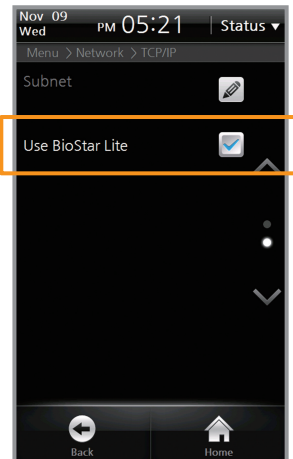 Nov 09
Wed PM 05:21 Status
Menu > Network > TCP/IP
Subnet
Use BioStar Lite
Back Home